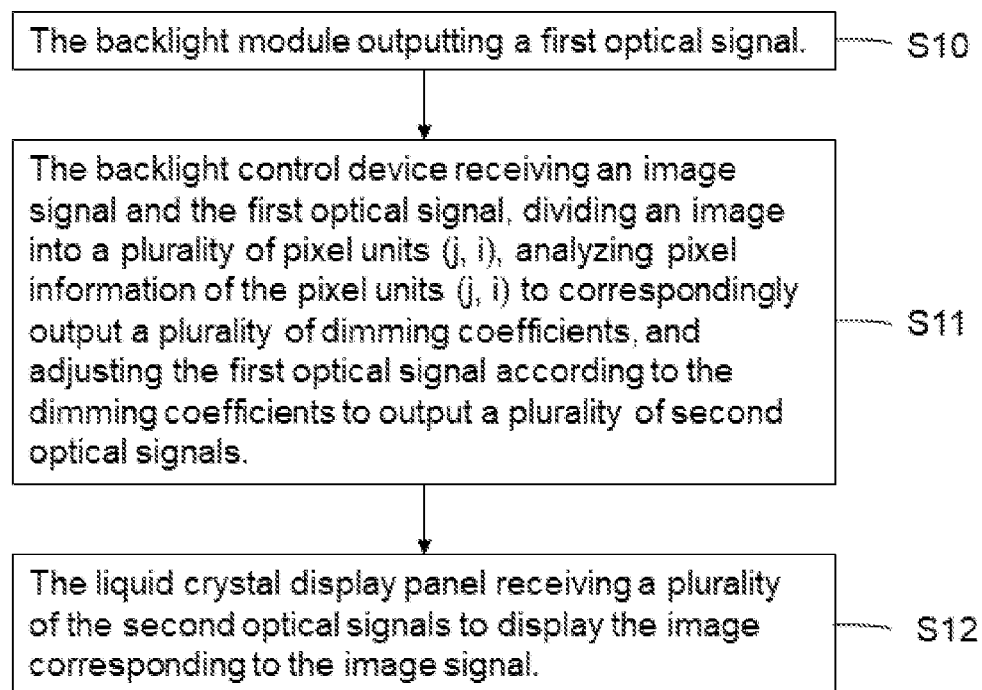 The backlight module outputting a first optical signal.
S10
The backlight control device receiving an image
signal and the first optical signal, dividing an image
into a plurality of pixel units (j, i), analyzing pixel
information of the pixel units (j, i) to correspondingly
output a plurality of dimming coefficients, and
adjusting the first optical signal according to the
dimming coefficients to output a plurality of second
optical signals.
S11
The liquid crystal display panel receiving a plurality
of the second optical signals to display the image
corresponding to the image signal.
S12